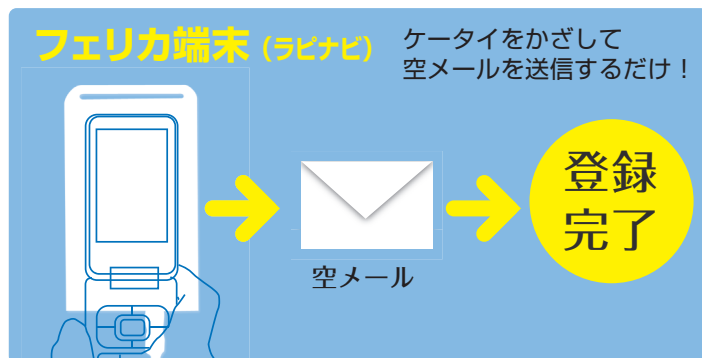 フェリカ端末（ラピナビ）
ケータイをかざして
空メールを送信するだけ！
空メール
登録
完了